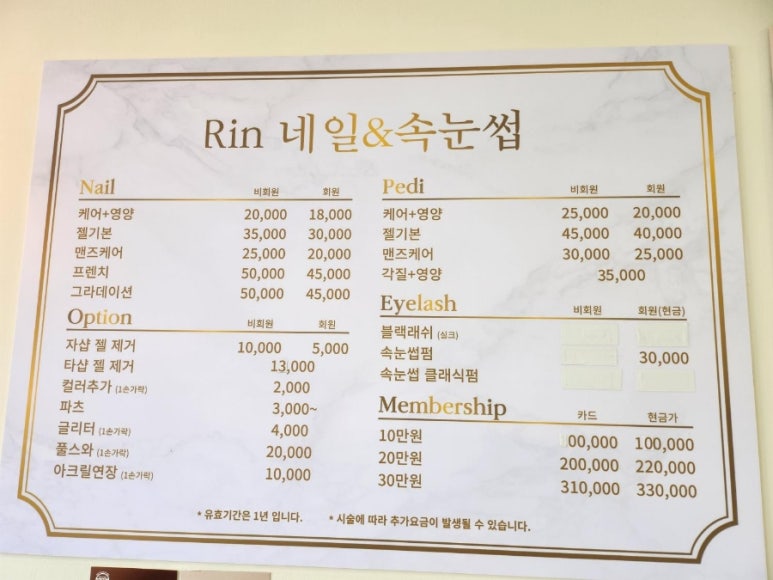 Rin 네일&속눈썹
Nail 비회원 회원
케어+영양 20,000 18,000
젤기본 35,000 30,000
맨즈케어 25,000 20,000
프렌치 50,000 45,000
그라데이션 50,000 45,000
Option 비회원 회원
자샵 젤 제거 10,000 5,000
타샵 젤 제거 13,000
컬러추가 (1손가락) 2,000
파츠 3,000~
글리터 (1손가락) 4,000
풀스와 (1손가락) 20,000
아크릴연장 (1손가락) 10,000
Pedi 비회원 회원
케어+영양 25,000 20,000
젤기본 45,000 40,000
맨즈케어 30,000 25,000
각질+영양 35,000
Eyelash 비회원 회원(현금)
블랙래쉬 (실크)
속눈썹펌 30,000
속눈썹 클래식펌
Membership 카드 현금가
10만원 00,000 100,000
20만원 200,000 220,000
30만원 310,000 330,000
* 유효기간은 1년 입니다. * 시술에 따라 추가요금이 발생될 수 있습니다.